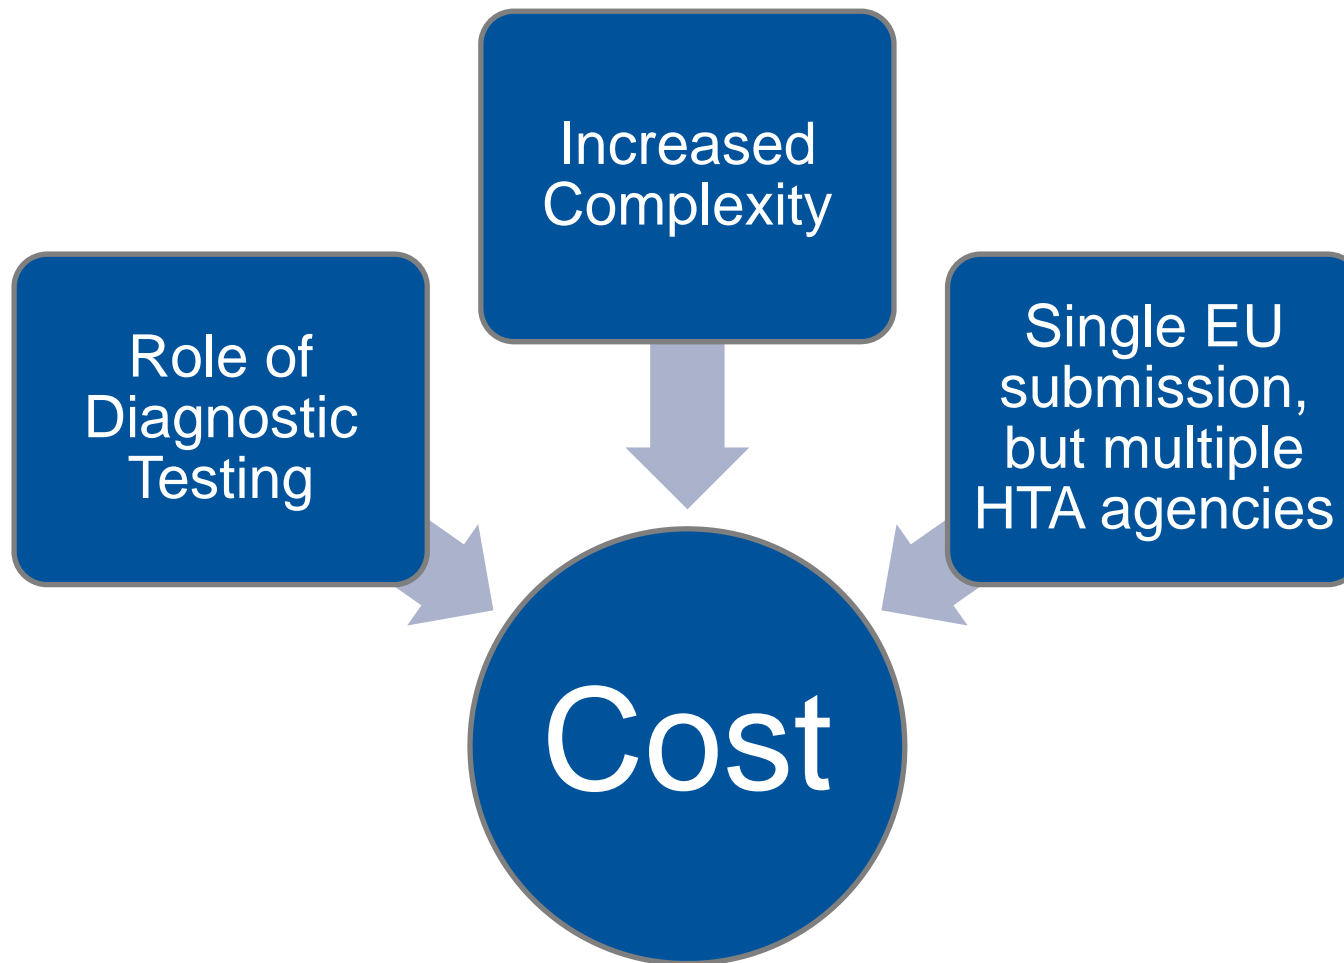 Increased
Complexity
Role of
Diagnostic
Testing
Single EU
submission,
but multiple
HTA agencies
Cost